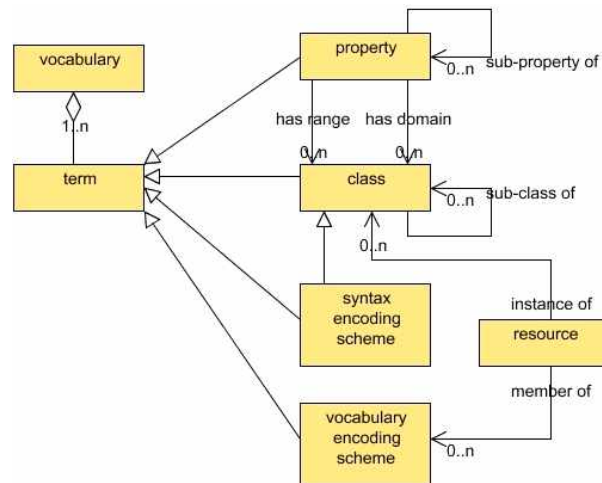 property
vocabulary
0..n
sub-property of
1..n
has range
has domain
0..n
0..n
term
class
0..n
sub-class of
0..n
syntax
encoding
scheme
instance of
resource
member of
vocabulary
encoding
scheme
0..n